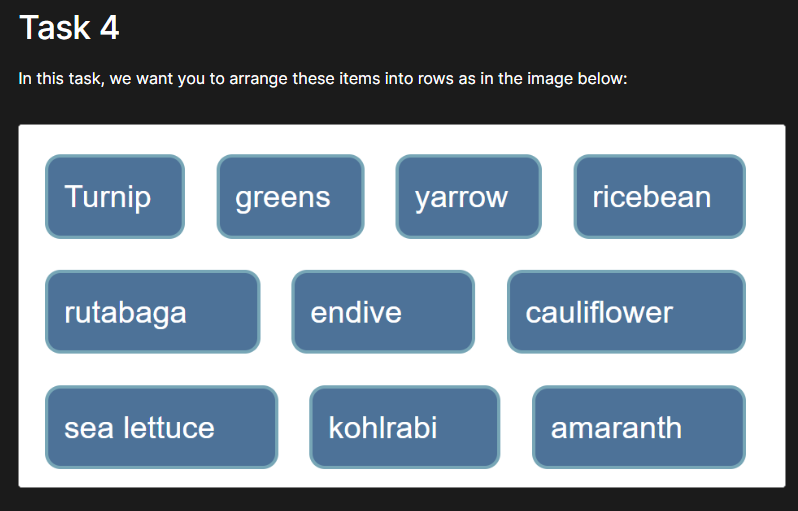 Task 4
In this task, we want you to arrange these items into rows as in the image below:
Turnip greens yarrow ricebean
rutabaga endive cauliflower
sea lettuce kohlrabi amaranth